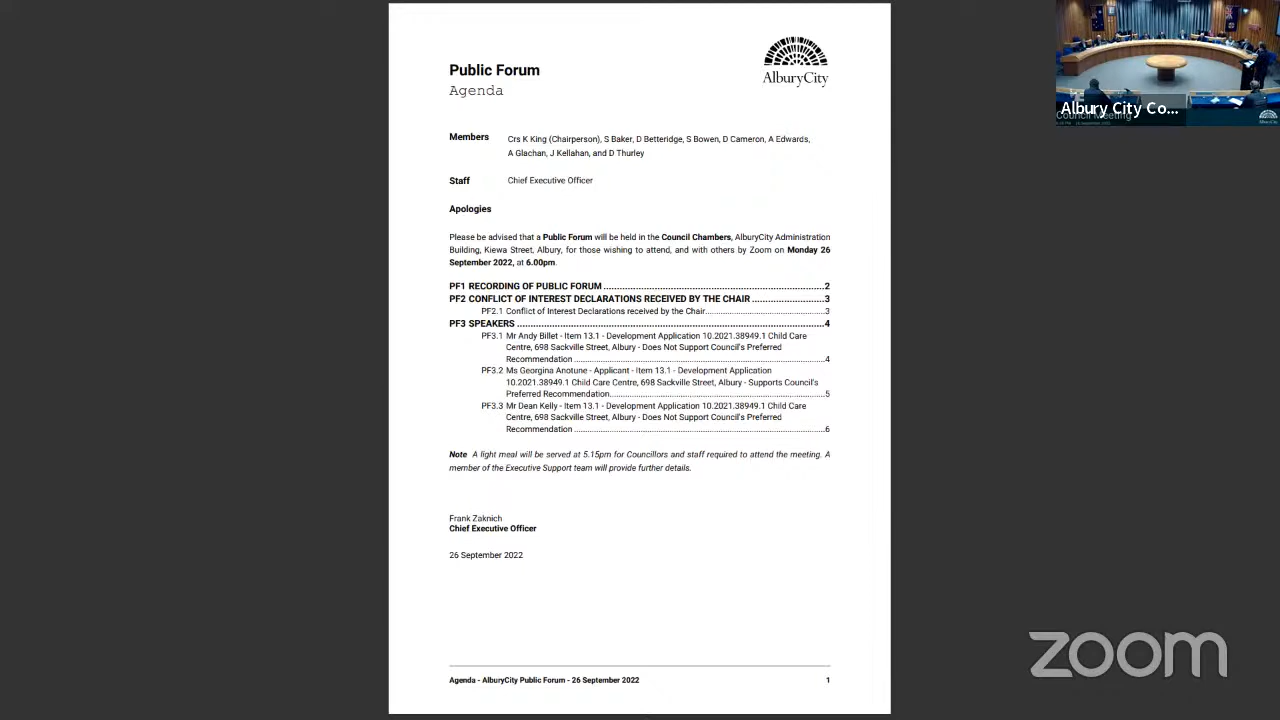 Public Forum
Agenda
AlburyCity
Members
Crs K King (Chairperson), S Baker, D Betteridge, S Bowen, D Cameron, A Edwards,
A Glachan, J Kellahan, and D Thurley
Staff
Chief Executive Officer
Apologies
Please be advised that a Public Forum will be held in the Council Chambers, AlburyCity Administration
Building, Kiewa Street, Albury, for those wishing to attend, and with others by Zoom on Monday 26
September 2022, at 6.00pm.
PF1 RECORDING OF PUBLIC FORUM ........................................................................2
PF2 CONFLICT OF INTEREST DECLARATIONS RECEIVED BY THE CHAIR ........................3
PF2.1 Conflict of Interest Declarations received by the Chair................................................3
PF3 SPEAKERS ....................................................................................................4
PF3.1 Mr Andy Billet - Item 13.1 - Development Application 10.2021.38949.1 Child Care
Centre, 698 Sackville Street, Albury - Does Not Support Council's Preferred
Recommendation ....................................................................................................4
PF3.2 Ms Georgina Anotune - Applicant - Item 13.1 - Development Application
10.2021.38949.1 Child Care Centre, 698 Sackville Street, Albury - Supports Council's
Preferred Recommendation........................................................................................5
PF3.3 Mr Dean Kelly - Item 13.1 - Development Application 10.2021.38949.1 Child Care
Centre, 698 Sackville Street, Albury - Does Not Support Council's Preferred
Recommendation ....................................................................................................6
Note A light meal will be served at 5.15pm for Councillors and staff required to attend the meeting. A
member of the Executive Support team will provide further details.
Frank Zaknich
Chief Executive Officer
26 September 2022
Agenda - AlburyCity Public Forum - 26 September 2022
1
Albury City Co...
Council Meeting
zoom